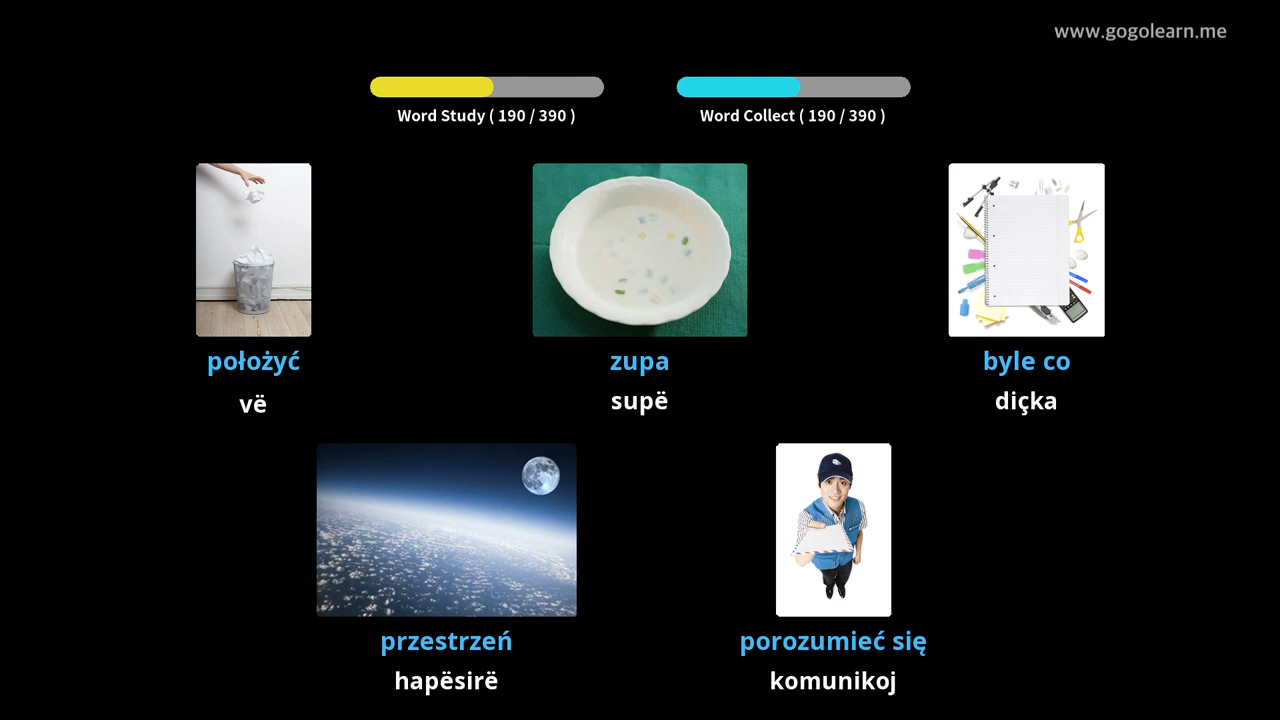 www.gogolearn.me
Word Study ( 190 / 390 )
Word Collect ( 190 / 390 )
położyć
vë
zupa
supë
byle co
diçka
przestrzeń
hapësirë
porozumieć się
komunikoj